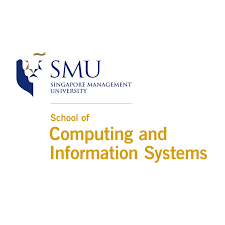 SMU
SINGAPORE MANAGEMENT
UNIVERSITY
School of
Computing and
Information Systems